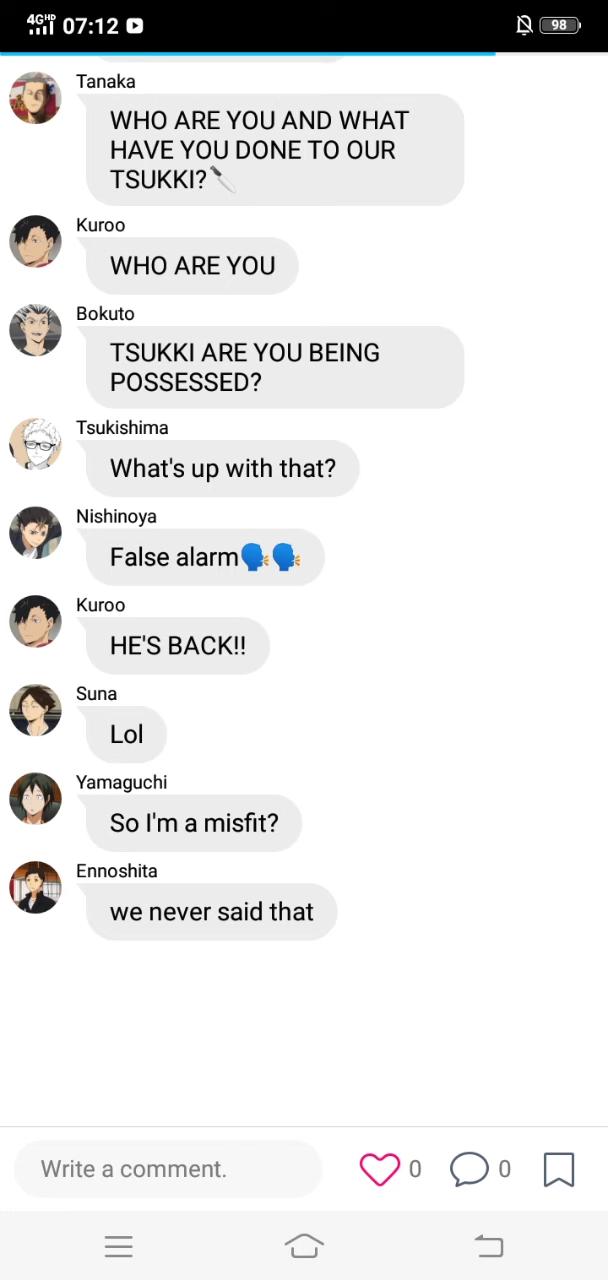 4GHD 07:12 98
Tanaka
WHO ARE YOU AND WHAT
HAVE YOU DONE TO OUR
TSUKKI?🔪
Kuroo
WHO ARE YOU
Bokuto
TSUKKI ARE YOU BEING
POSSESSED?
Tsukishima
What's up with that?
Nishinoya
False alarm🗣️🗣️
Kuroo
HE'S BACK!!
Suna
Lol
Yamaguchi
So I'm a misfit?
Ennoshita
we never said that
Write a comment. 0 0